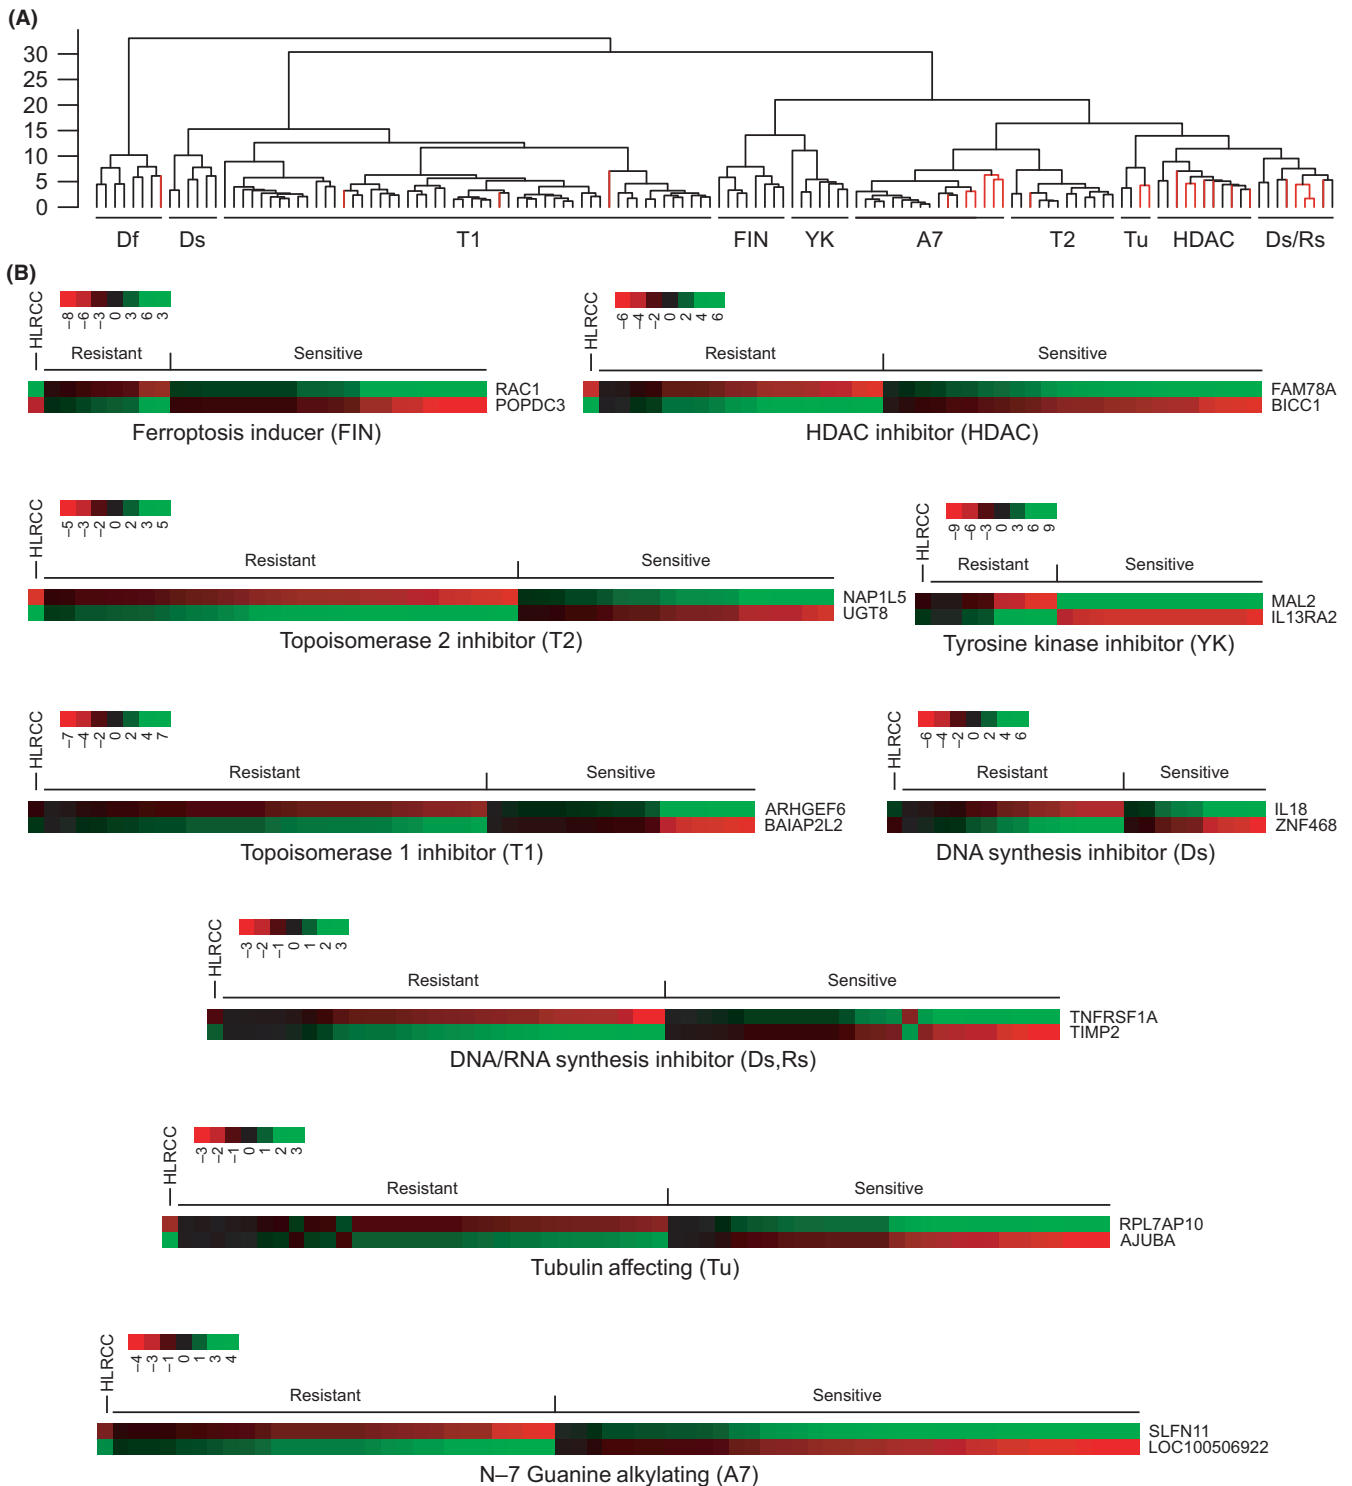 (A)
30
25
20
15
10
5
0
Df Ds T1 FIN YK A7 T2 Tu HDAC Ds/Rs
(B)
HLRCC
–8 –6 –3 0 3 6 3
Resistant Sensitive
RAC1
POPDC3
Ferroptosis inducer (FIN)
HLRCC
–6 –4 –2 0 2 4 6
Resistant Sensitive
FAM78A
BICC1
HDAC inhibitor (HDAC)
HLRCC
–5 –3 –2 0 2 3 5
Resistant Sensitive
NAP1L5
UGT8
Topoisomerase 2 inhibitor (T2)
HLRCC
–9 –6 –3 0 3 6 9
Resistant Sensitive
MAL2
IL13RA2
Tyrosine kinase inhibitor (YK)
HLRCC
–7 –4 –2 0 2 4 7
Resistant Sensitive
ARHGEF6
BAIAP2L2
Topoisomerase 1 inhibitor (T1)
HLRCC
–6 –4 –2 0 2 4 6
Resistant Sensitive
IL18
ZNF468
DNA synthesis inhibitor (Ds)
HLRCC
–3 –2 –1 0 1 2 3
Resistant Sensitive
TNFRSF1A
TIMP2
DNA/RNA synthesis inhibitor (Ds,Rs)
HLRCC
–3 –2 –1 0 1 2 3
Resistant Sensitive
RPL7AP10
AJUBA
Tubulin affecting (Tu)
HLRCC
–4 –3 –1 0 1 3 4
Resistant Sensitive
SLFN11
LOC100506922
N–7 Guanine alkylating (A7)